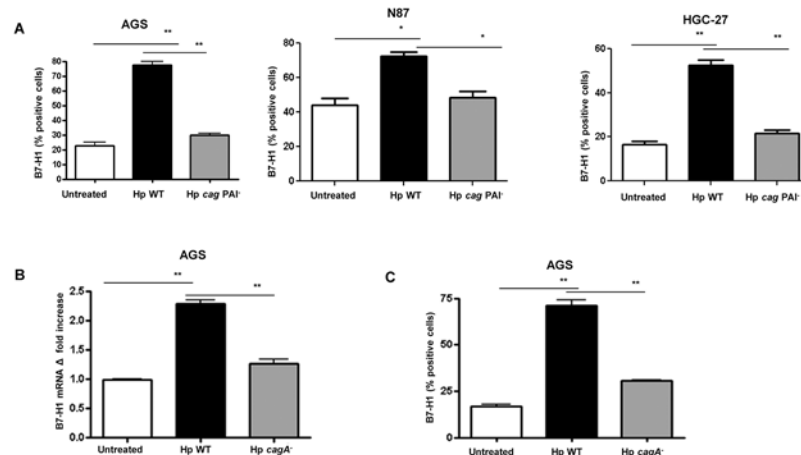 A
AGS
** **
B7-H1 (% positive cells)
80
70
60
50
40
30
20
10
0
Untreated Hp WT Hp cag PAI-
N87
* *
B7-H1 (% positive cells)
80
60
40
20
0
Untreated Hp WT Hp cag PAI-
HGC-27
** **
B7-H1 (% positive cells)
60
40
20
0
Untreated Hp WT Hp cag PAI-
B
AGS
** **
B7-H1 mRNA Δ fold increase
2.5
2.0
1.5
1.0
0.5
0.0
Untreated Hp WT Hp cagA-
C
AGS
** **
B7-H1 (% positive cells)
75
50
25
0
Untreated Hp WT Hp cagA-